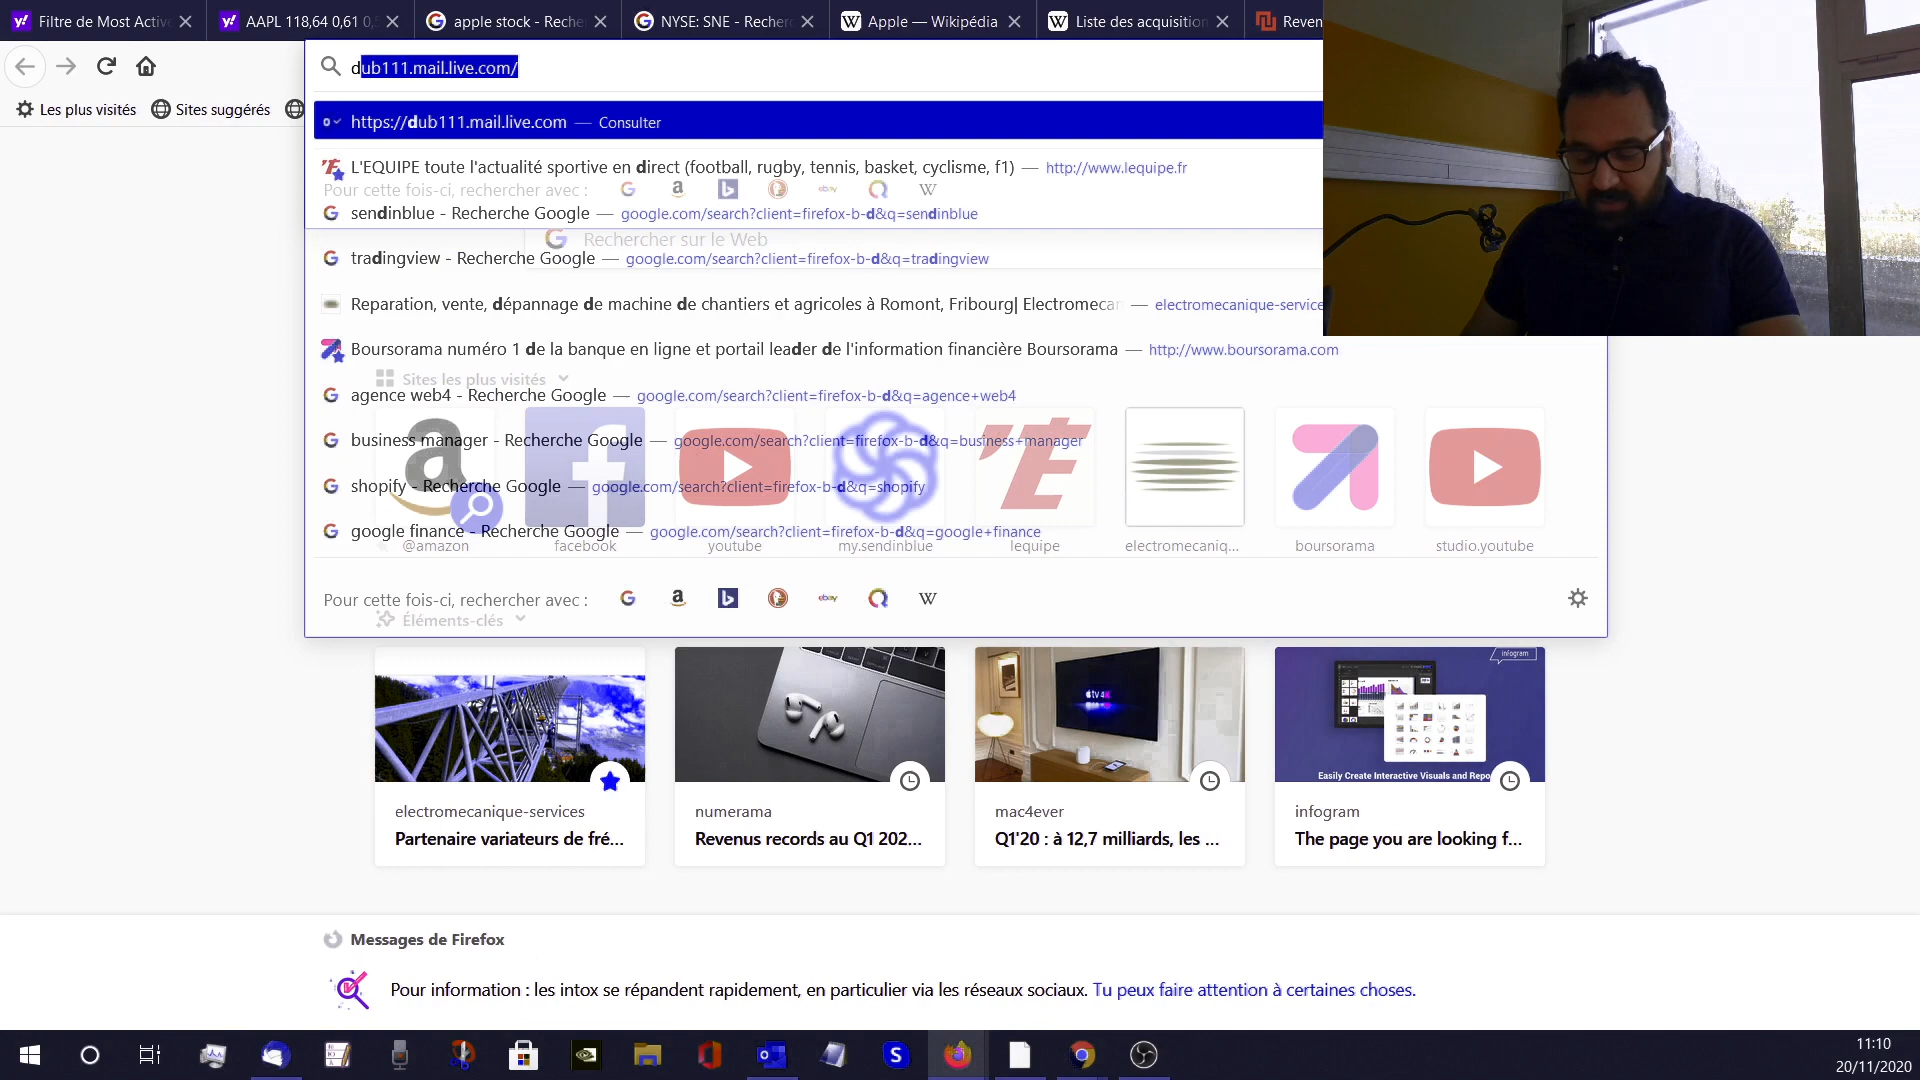 Filtre de Most Activ
AAPL 118,64 0,61 0,
apple stock - Recher
NYSE: SNE - Recher
Apple — Wikipédia
Liste des acquisition
Reven
dub111.mail.live.com/
Les plus visités
Sites suggérés
https://dub111.mail.live.com — Consulter
L'EQUIPE toute l'actualité sportive en direct (football, rugby, tennis, basket, cyclisme, f1) — http://www.lequipe.fr
Pour cette fois-ci, rechercher avec :
sendinblue - Recherche Google — google.com/search?client=firefox-b-d&q=sendinblue
Rechercher sur le Web
tradingview - Recherche Google — google.com/search?client=firefox-b-d&q=tradingview
Reparation, vente, dépannage de machine de chantiers et agricoles à Romont, Fribourg| Electromecan — electromecanique-service
Boursorama numéro 1 de la banque en ligne et portail leader de l'information financière Boursorama — http://www.boursorama.com
Sites les plus visités
agence web4 - Recherche Google — google.com/search?client=firefox-b-d&q=agence+web4
business manager - Recherche Google — google.com/search?client=firefox-b-d&q=business+manager
shopify - Recherche Google — google.com/search?client=firefox-b-d&q=shopify
google finance - Recherche Google — google.com/search?client=firefox-b-d&q=google+finance
@amazon
facebook
youtube
my.sendinblue
lequipe
electromecaniq...
boursorama
studio.youtube
Pour cette fois-ci, rechercher avec :
ebay
Éléments-clés
tv 4K
infogram
Easily Create Interactive Visuals and Repo
electromecanique-services
Partenaire variateurs de fré...
numerama
Revenus records au Q1 202...
mac4ever
Q1'20 : à 12,7 milliards, les ...
infogram
The page you are looking f...
Messages de Firefox
Pour information : les intox se répandent rapidement, en particulier via les réseaux sociaux. Tu peux faire attention à certaines choses.
11:10
20/11/2020